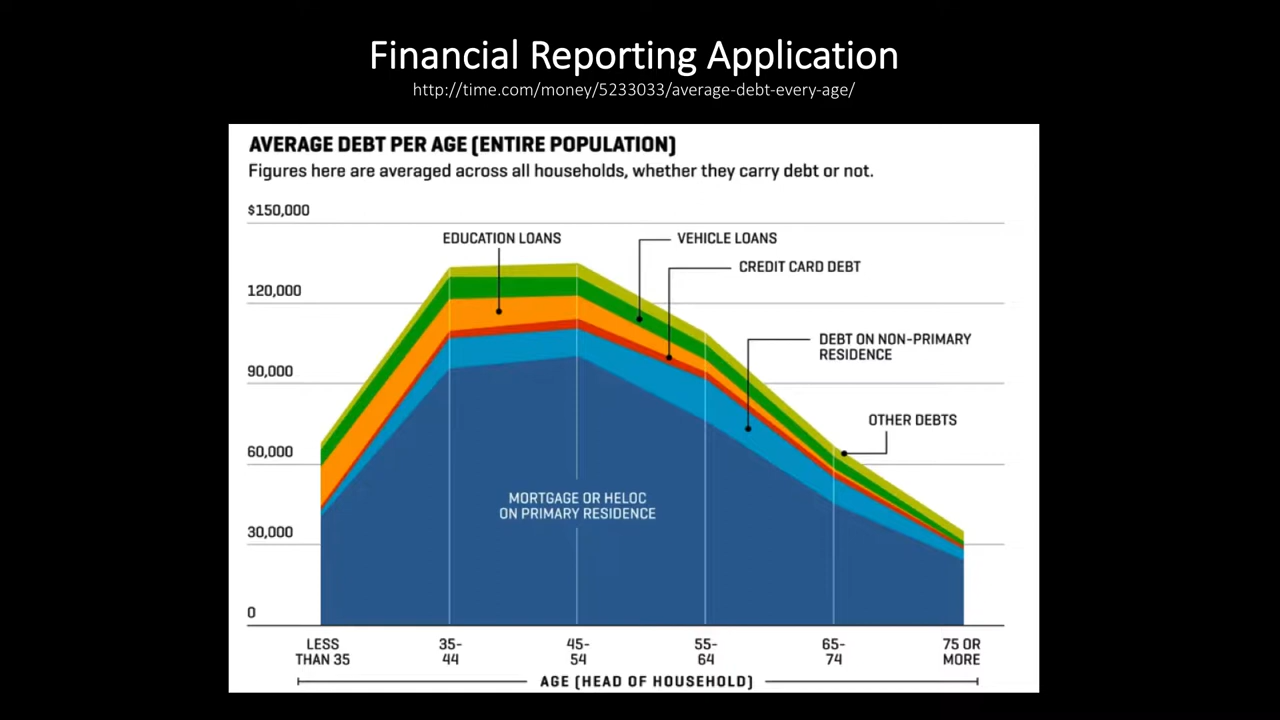 Financial Reporting Application
http://time.com/money/5233033/average-debt-every-age/
AVERAGE DEBT PER AGE (ENTIRE POPULATION)
Figures here are averaged across all households, whether they carry debt or not.
$150,000
EDUCATION LOANS
VEHICLE LOANS
CREDIT CARD DEBT
120,000
DEBT ON NON-PRIMARY
RESIDENCE
90,000
OTHER DEBTS
60,000
MORTGAGE OR HELOC
ON PRIMARY RESIDENCE
30,000
0
LESS
THAN 35
35-
44
45-
54
55-
64
65-
74
75 OR
MORE
AGE (HEAD OF HOUSEHOLD)